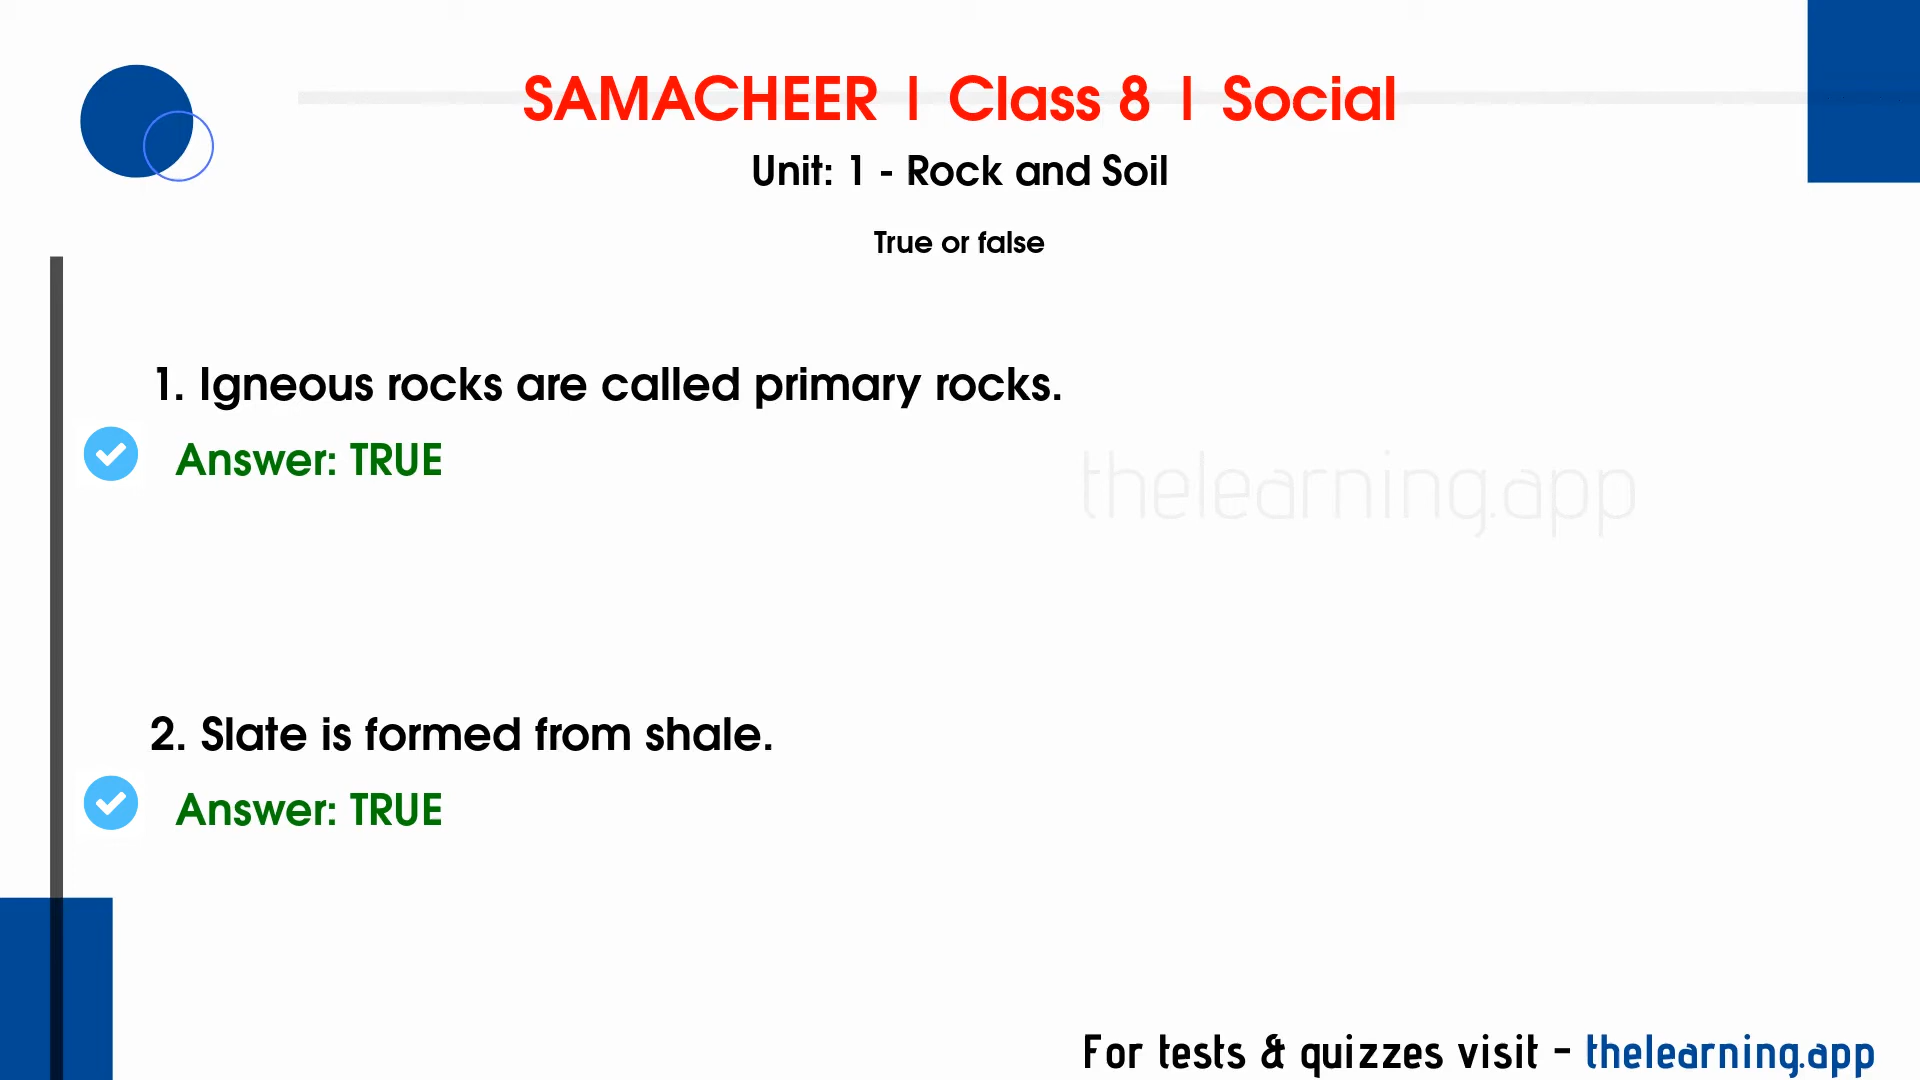 SAMACHEER | Class 8 | Social
Unit: 1 - Rock and Soil
True or false
1. Igneous rocks are called primary rocks.
Answer: TRUE
thelearning.app
2. Slate is formed from shale.
Answer: TRUE
For tests & quizzes visit - thelearning.app